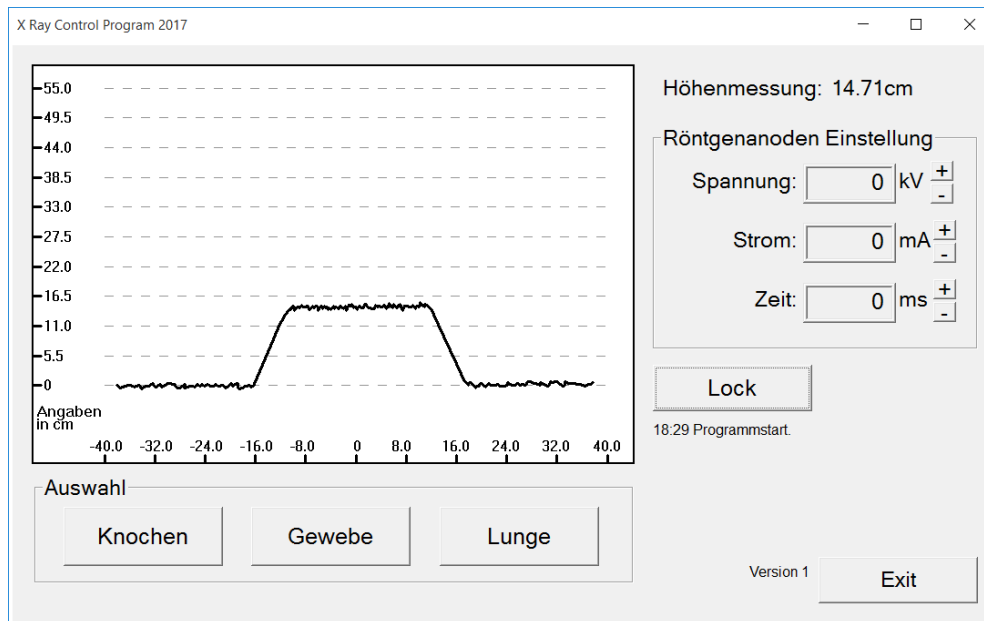 X Ray Control Program 2017
55.0
49.5
44.0
38.5
33.0
27.5
22.0
16.5
11.0
5.5
0
Angaben
in cm
-40.0 -32.0 -24.0 -16.0 -8.0 0 8.0 16.0 24.0 32.0 40.0
Auswahl
Knochen Gewebe Lunge
Höhenmessung: 14.71cm
Röntgenanoden Einstellung
Spannung: 0 kV + -
Strom: 0 mA + -
Zeit: 0 ms + -
Lock
18:29 Programmstart.
Version 1 Exit